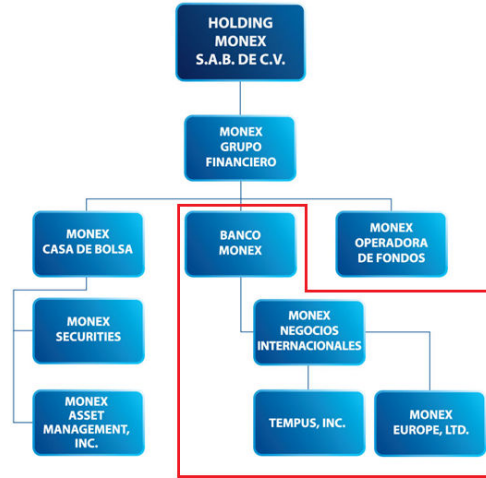 HOLDING
MONEX
S.A.B. DE C.V.
MONEX
GRUPO
FINANCIERO
MONEX
CASA DE BOLSA
BANCO
MONEX
MONEX
OPERADORA
DE FONDOS
MONEX
SECURITIES
MONEX
NEGOCIOS
INTERNACIONALES
MONEX
ASSET
MANAGEMENT,
INC.
TEMPUS, INC.
MONEX
EUROPE, LTD.